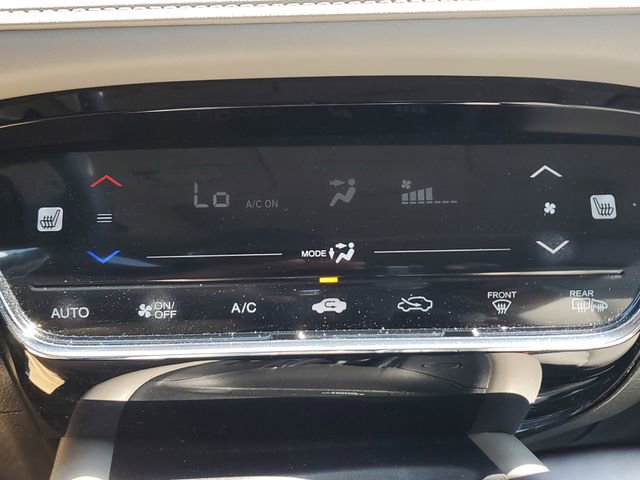 Lo A/C ON
MODE
AUTO ON/OFF A/C FRONT REAR